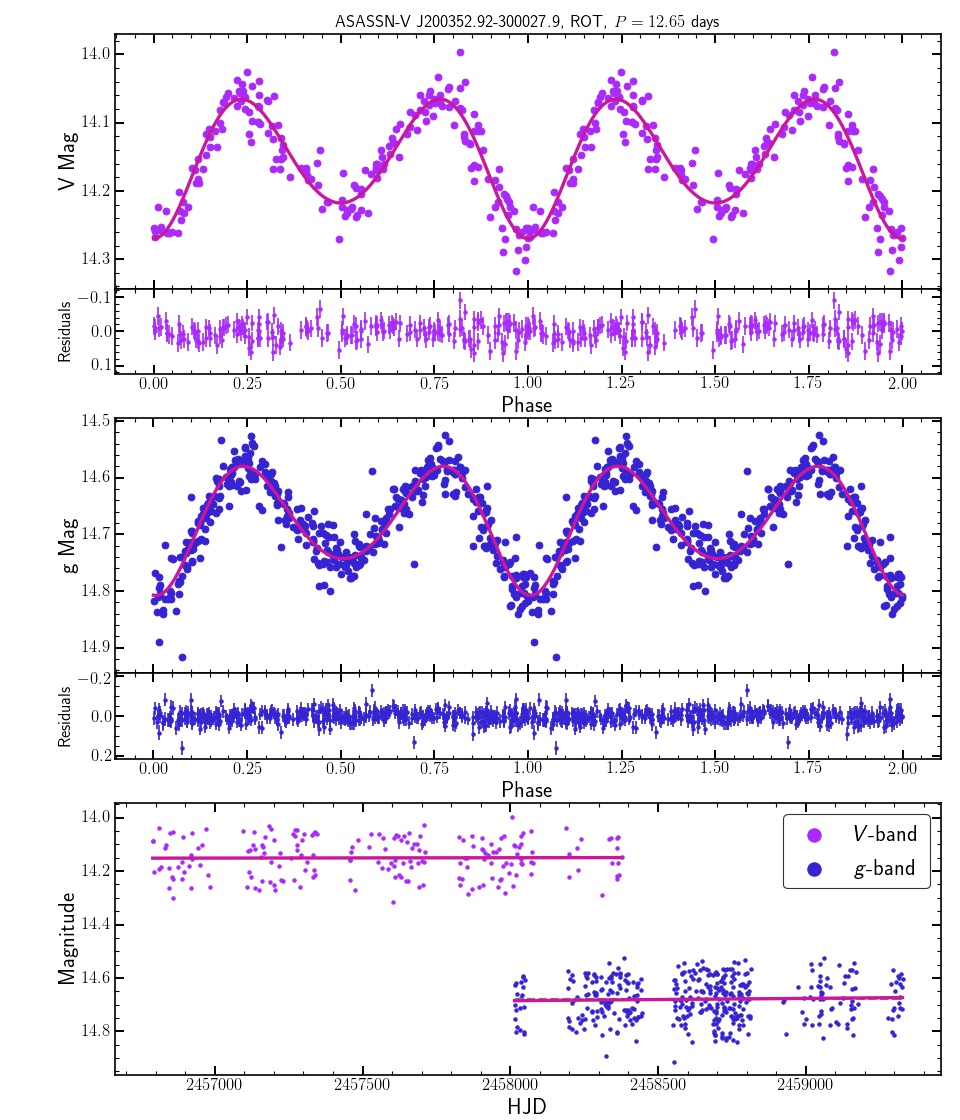 ASASSN-V J200352.92-300027.9, ROT, P = 12.65 days
14.0
14.1
14.2
14.3
V Mag
−0.1
0.0
0.1
Residuals
0.00 0.25 0.50 0.75 1.00 1.25 1.50 1.75 2.00
Phase
14.5
14.6
14.7
14.8
14.9
g Mag
−0.2
0.0
0.2
Residuals
0.00 0.25 0.50 0.75 1.00 1.25 1.50 1.75 2.00
Phase
14.0
14.2
14.4
14.6
14.8
Magnitude
V-band
g-band
2457000 2457500 2458000 2458500 2459000
HJD